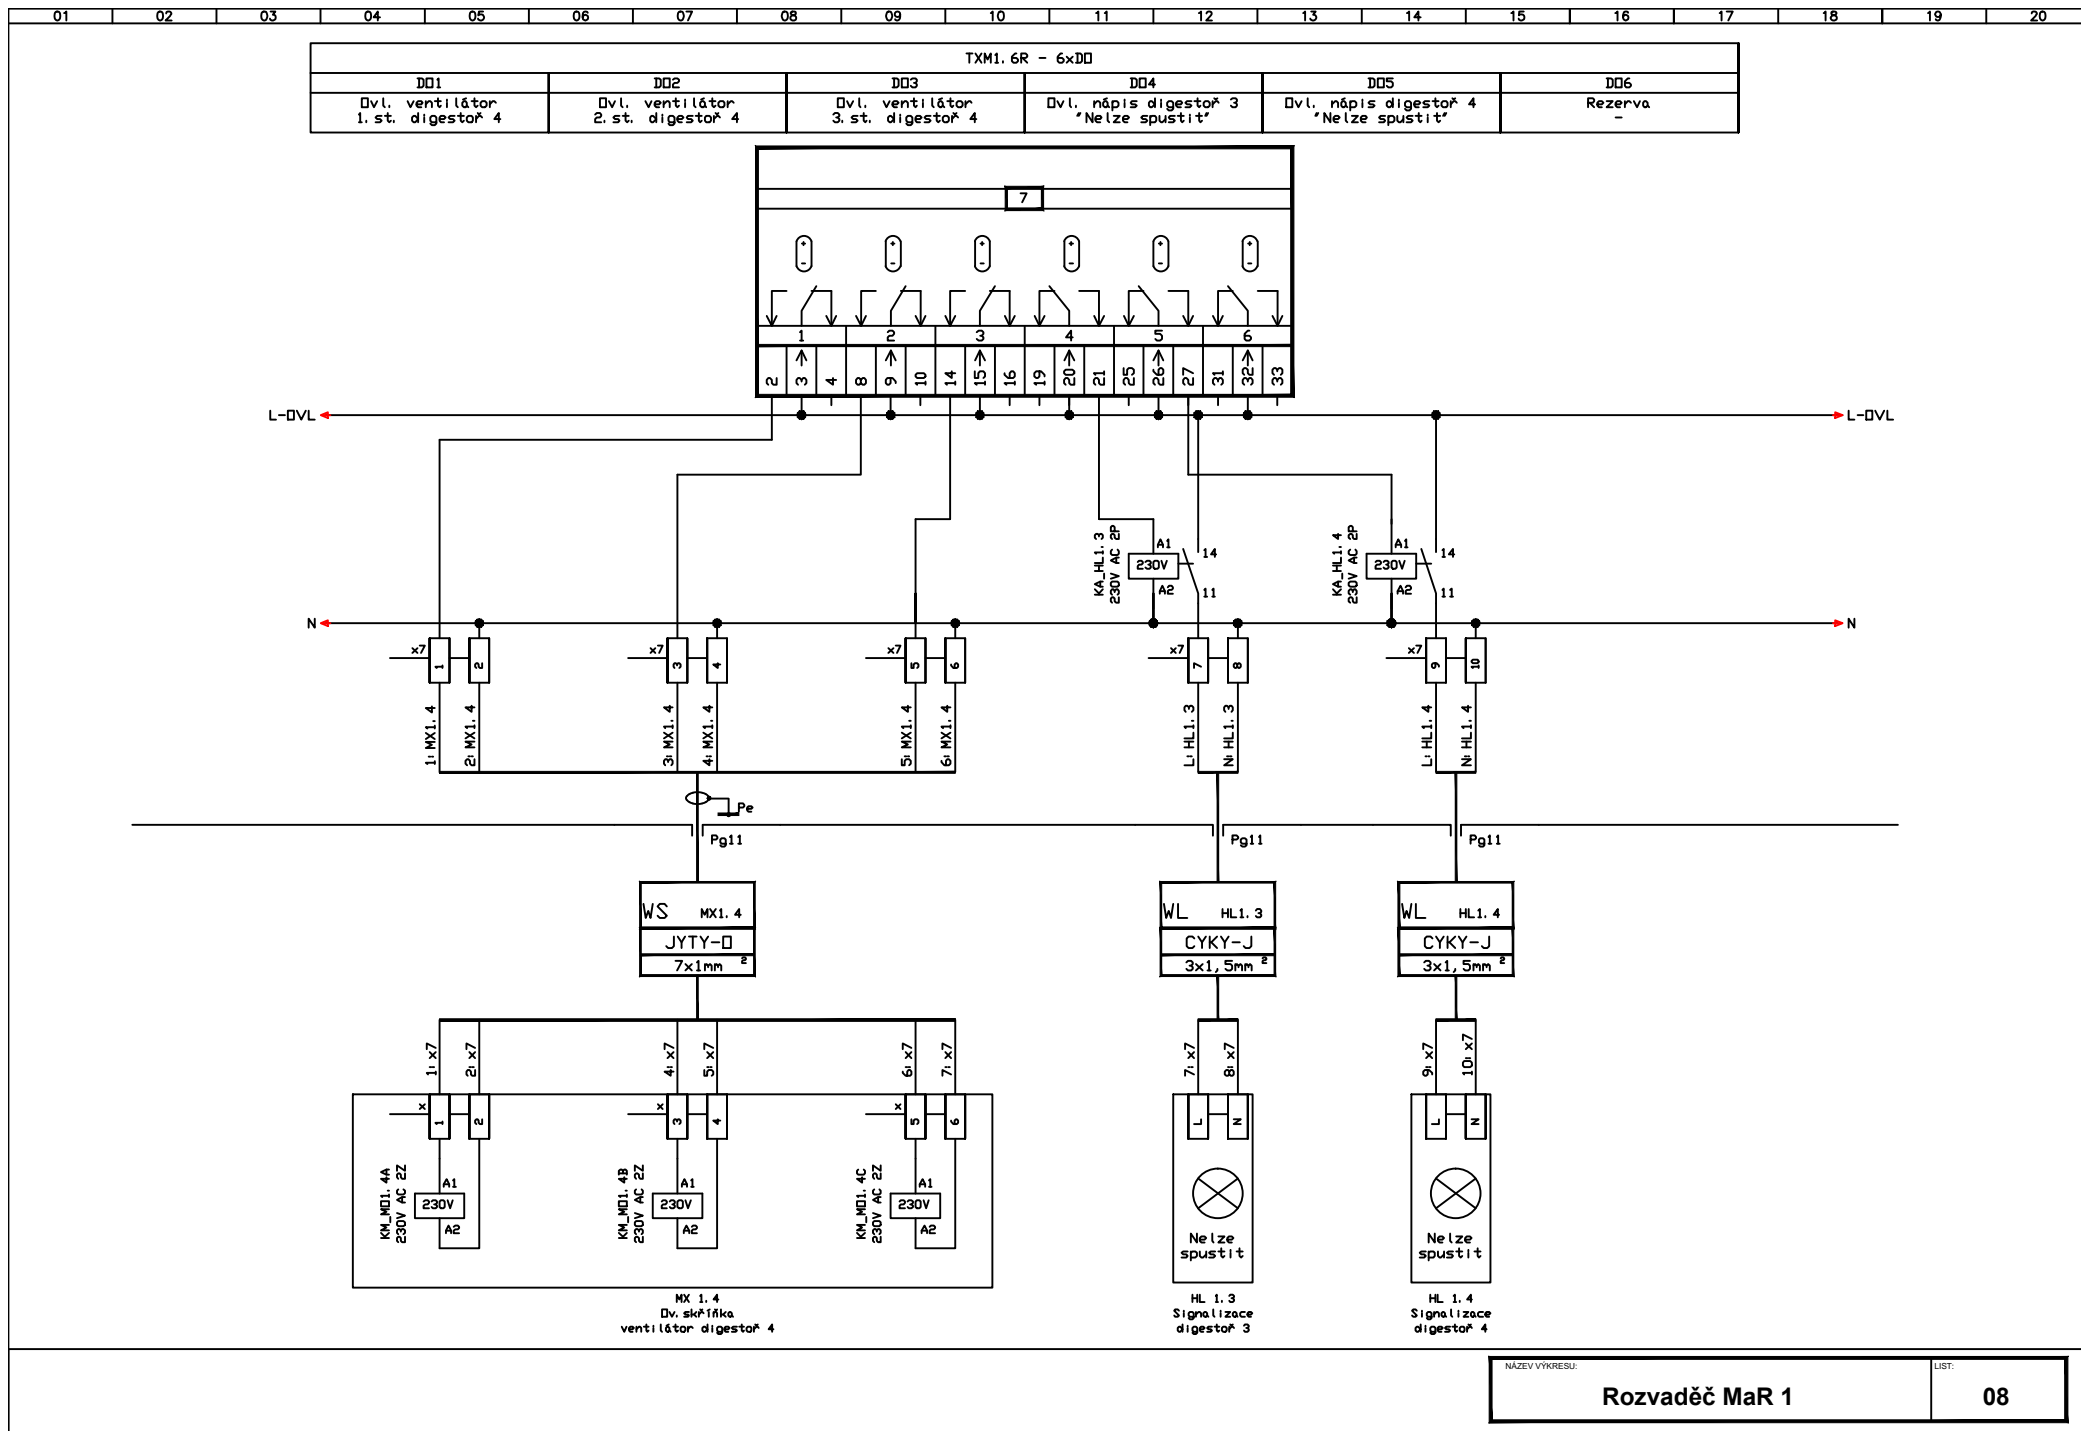 01 02 03 04 05 06 07 08 09 10 11 12 13 14 15 16 17 18 19 20
TXM1.6R - 6xDO
DO1 DO2 DO3 DO4 DO5 DO6
Ovl. ventilátor Ovl. ventilátor Ovl. ventilátor Ovl. nápis digestoř 3 Ovl. nápis digestoř 4 Rezerva
1. st. digestoř 4 2. st. digestoř 4 3. st. digestoř 4 "Nelze spustit" "Nelze spustit" -
7
+ + + + + +
- - - - - -
1 2 3 4 5 6
2 3 4 8 9 10 14 15 16 19 20 21 25 26 27 31 32 33
L-OVL L-OVL
KA_HL1.3
230V AC 2P
A1
230V
A2
14
11
KA_HL1.4
230V AC 2P
A1
230V
A2
14
11
N N
x7 1 2 x7 3 4 x7 5 6 x7 7 8 x7 9 10
1: MX1.4 2: MX1.4 3: MX1.4 4: MX1.4 5: MX1.4 6: MX1.4 L: HL1.3 N: HL1.3 L: HL1.4 N: HL1.4
Pe
Pg11 Pg11 Pg11
WS MX1.4 WL HL1.3 WL HL1.4
JYTY-O CYKY-J CYKY-J
7x1mm² 3x1,5mm² 3x1,5mm²
1: x7 2: x7 4: x7 5: x7 6: x7 7: x7 7: x7 8: x7 9: x7 10: x7
x 1 2 x 3 4 x 5 6 L N L N
KM_MO1.4A
230V AC 2Z
A1
230V
A2
KM_MO1.4B
230V AC 2Z
A1
230V
A2
KM_MO1.4C
230V AC 2Z
A1
230V
A2
Nelze
spustit
Nelze
spustit
MX 1.4
Ov. skříňka
ventilátor digestoř 4
HL 1.3
Signalizace
digestoř 3
HL 1.4
Signalizace
digestoř 4
NÁZEV VÝKRESU: LIST:
Rozvaděč MaR 1 08